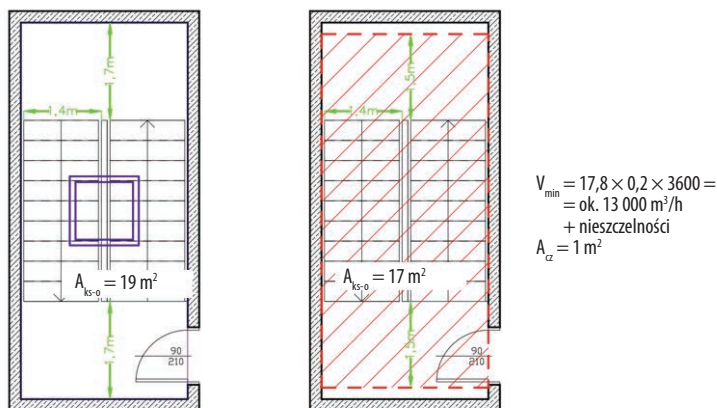 1,7m
1,4m
A_ks-o = 19 m²
1,7m
90
210
1,5m
1,4m
A_ks-o = 17 m²
1,5m
90
210
V_min = 17,8 × 0,2 × 3600 =
= ok. 13 000 m³/h
+ nieszczelności
A_cz = 1 m²